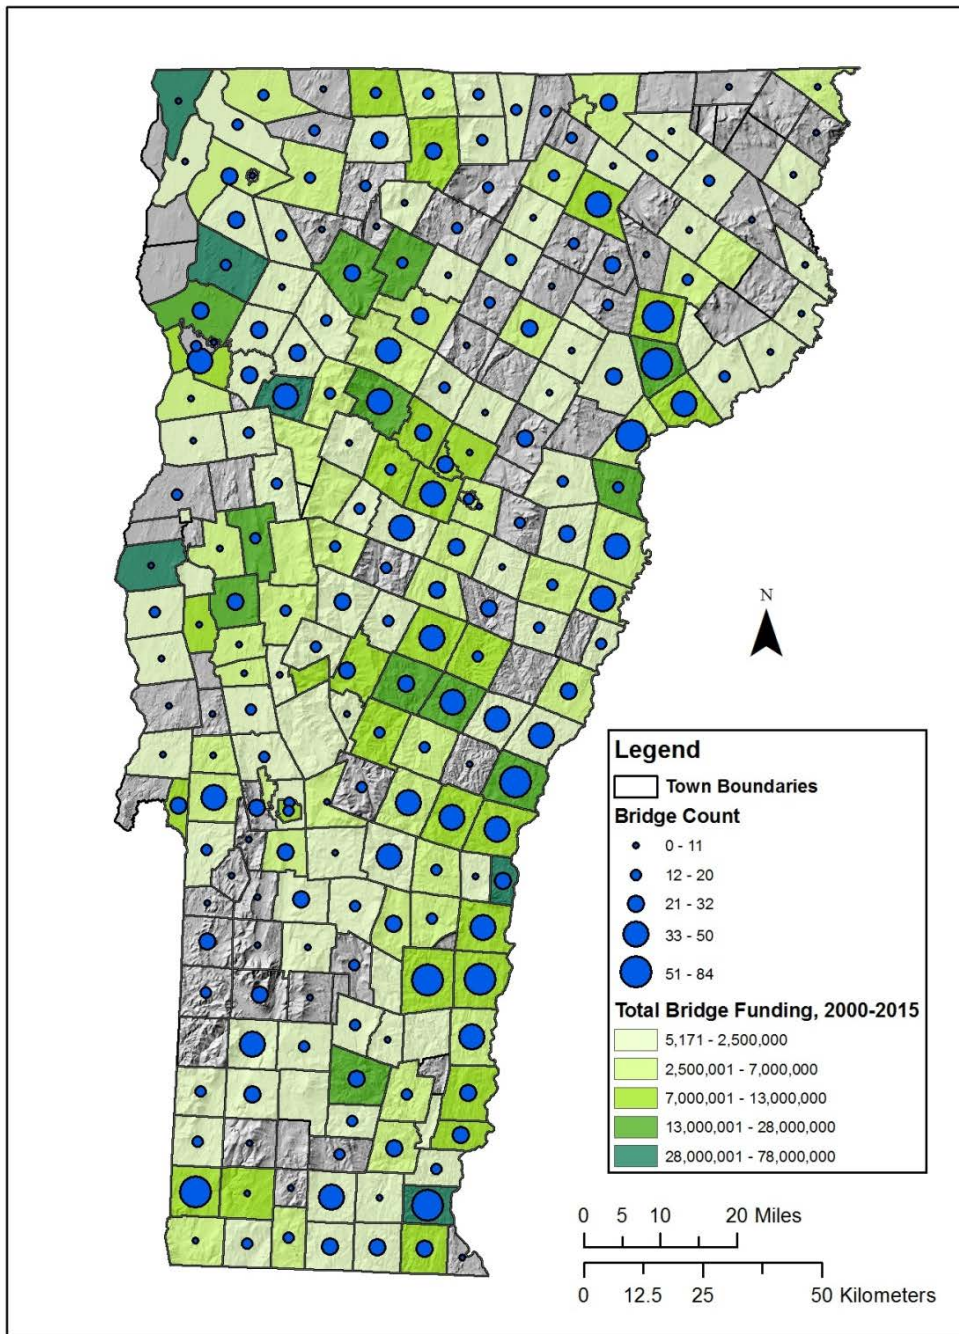 N
Legend
Town Boundaries
Bridge Count
0 - 11
12 - 20
21 - 32
33 - 50
51 - 84
Total Bridge Funding, 2000-2015
5,171 - 2,500,000
2,500,001 - 7,000,000
7,000,001 - 13,000,000
13,000,001 - 28,000,000
28,000,001 - 78,000,000
0 5 10 20 Miles
0 12.5 25 50 Kilometers